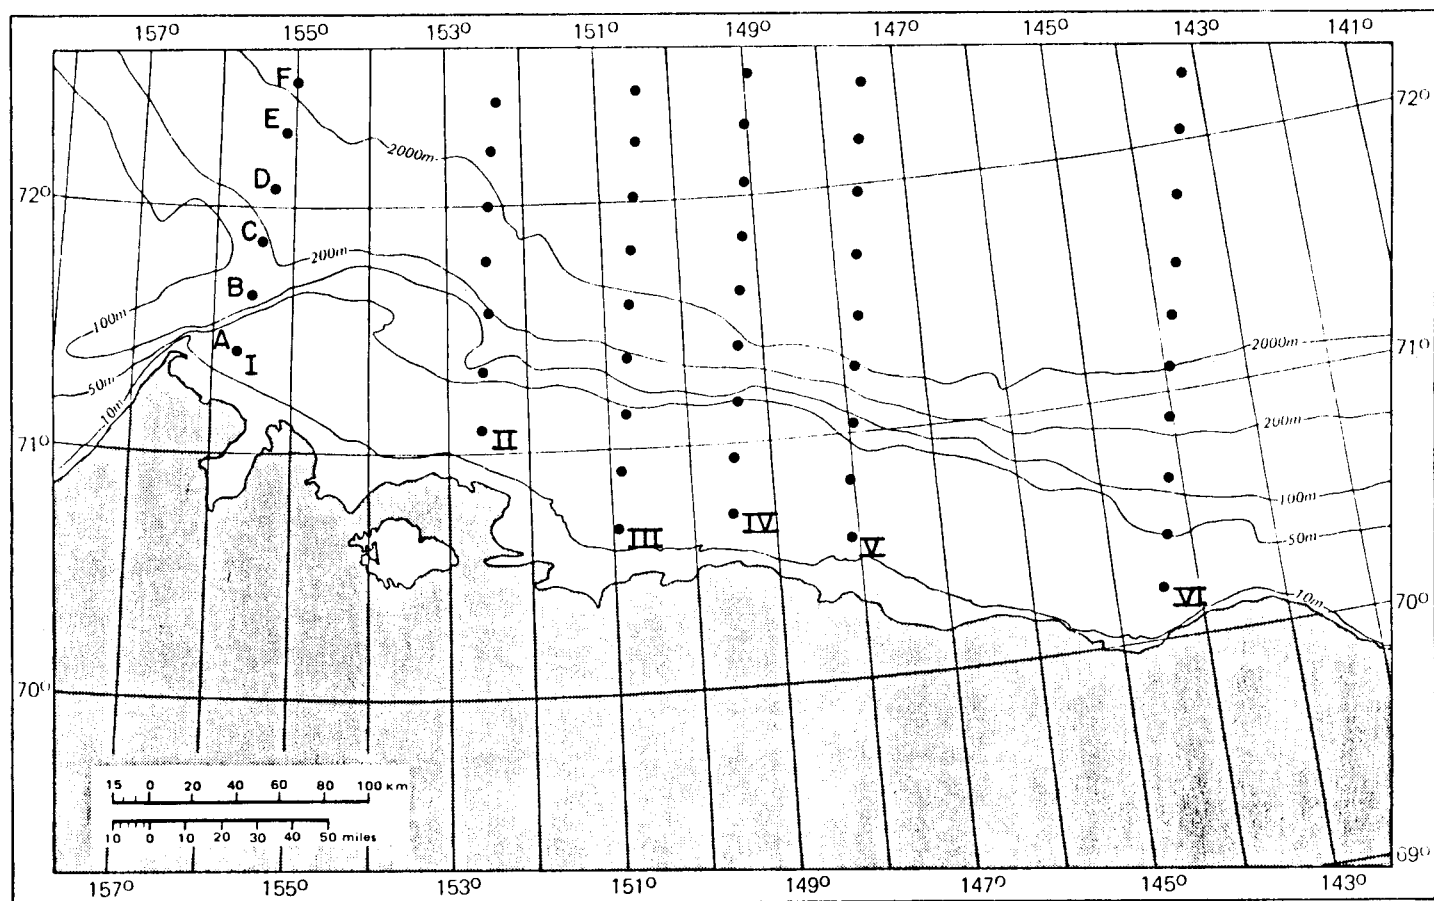 157° 155° 153° 151° 149° 147° 145° 143° 141°
F
72°
E
2000m
D
72°
C
200m
B
100m
A
I
2000m
71°
50m
10m
200m
71°
II
100m
III
IV
V
50m
VI
10m
70°
70°
15 0 20 40 60 80 100 KM
10 0 10 20 30 40 50 miles
69°
157° 155° 153° 151° 149° 147° 145° 143°